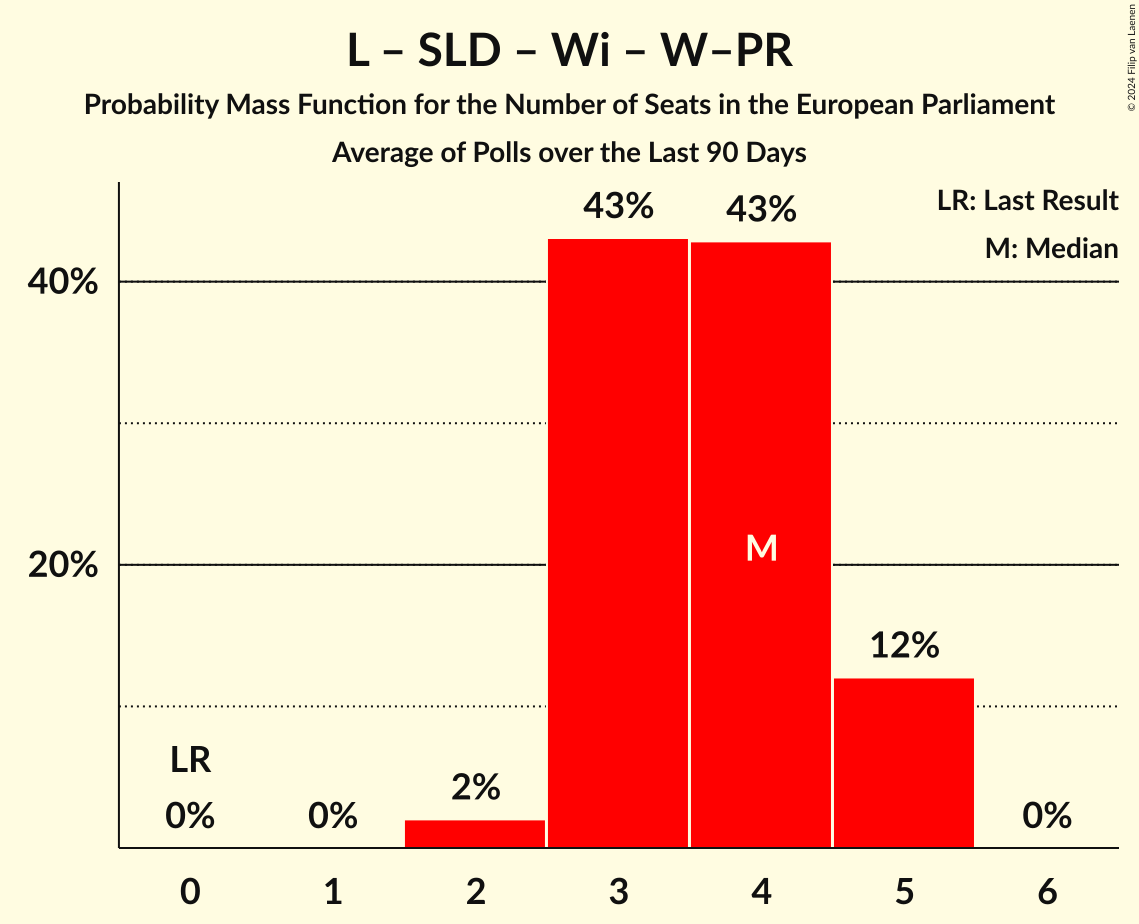 L – SLD – Wi – W–PR
Probability Mass Function for the Number of Seats in the European Parliament
Average of Polls over the Last 90 Days
© 2024 Filip van Laenen
LR: Last Result
M: Median
43%
43%
40%
M
20%
12%
LR
2%
0%
0%
0%
0
1
2
3
4
5
6